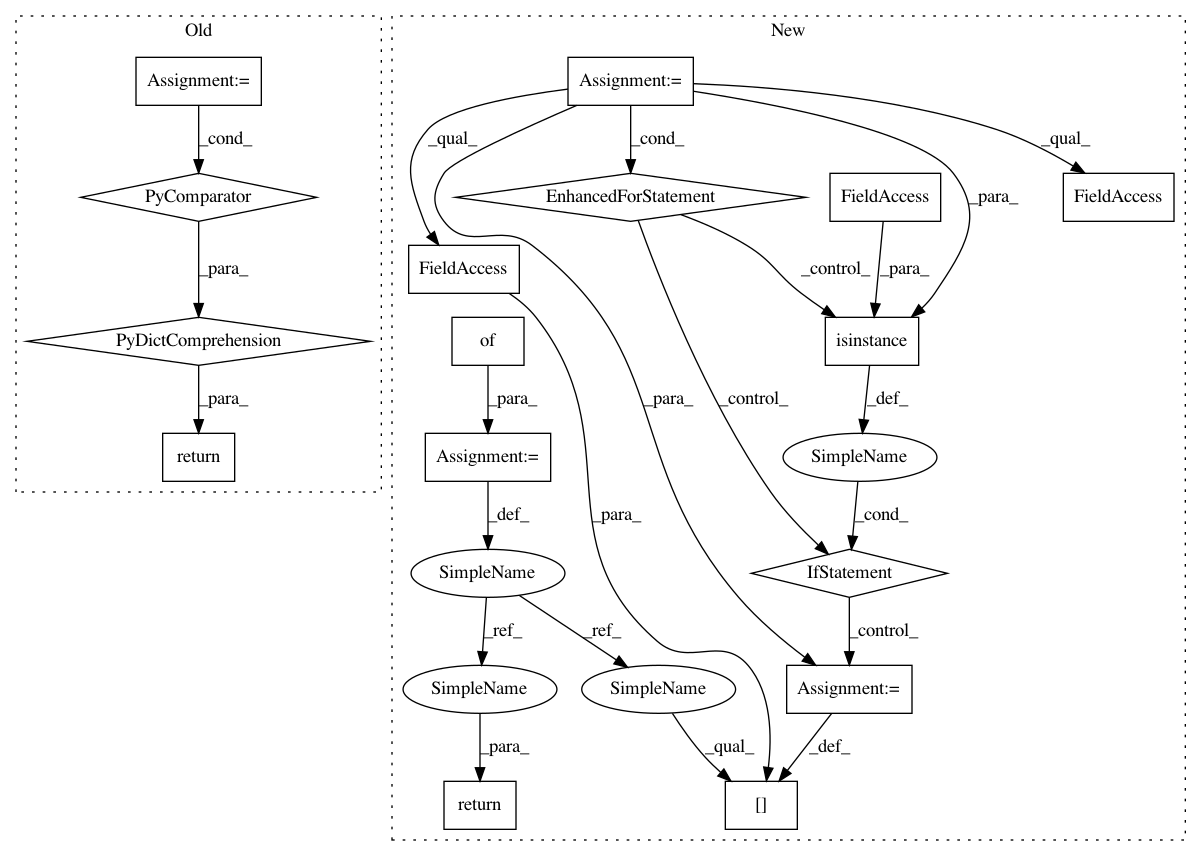 Old
New
Assignment:=
Assignment:=
_cond_
_qual_
_cond_
_qual_
PyComparator
EnhancedForStatement
FieldAccess
FieldAccess
_para_
_para_
FieldAccess
_control_
_para_
PyDictComprehension
of
isinstance
_para_
_para_
_control_
_para_
_def_
return
Assignment:=
SimpleName
_def_
_para_
_cond_
SimpleName
IfStatement
_ref_
_ref_
_control_
SimpleName
SimpleName
Assignment:=
_para_
_qual_
_def_
return
[]